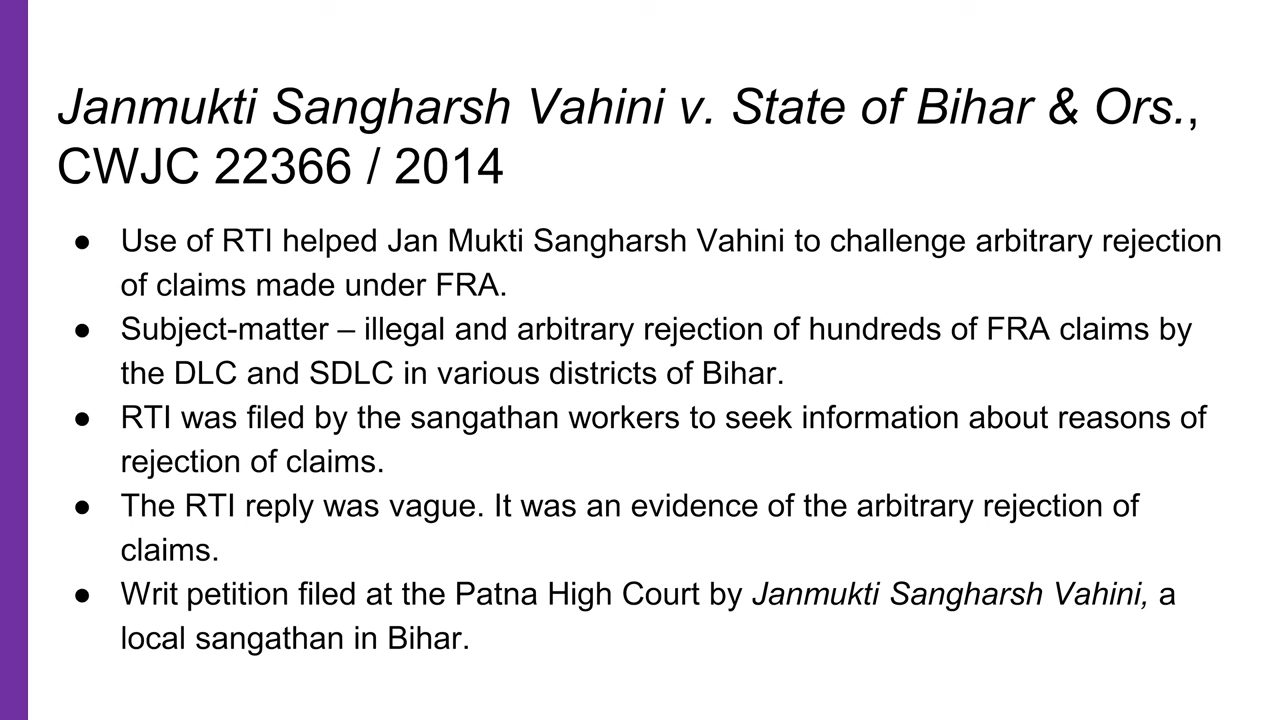 Janmukti Sangharsh Vahini v. State of Bihar & Ors.,
CWJC 22366 / 2014
● Use of RTI helped Jan Mukti Sangharsh Vahini to challenge arbitrary rejection
of claims made under FRA.
● Subject-matter – illegal and arbitrary rejection of hundreds of FRA claims by
the DLC and SDLC in various districts of Bihar.
● RTI was filed by the sangathan workers to seek information about reasons of
rejection of claims.
● The RTI reply was vague. It was an evidence of the arbitrary rejection of
claims.
● Writ petition filed at the Patna High Court by Janmukti Sangharsh Vahini, a
local sangathan in Bihar.